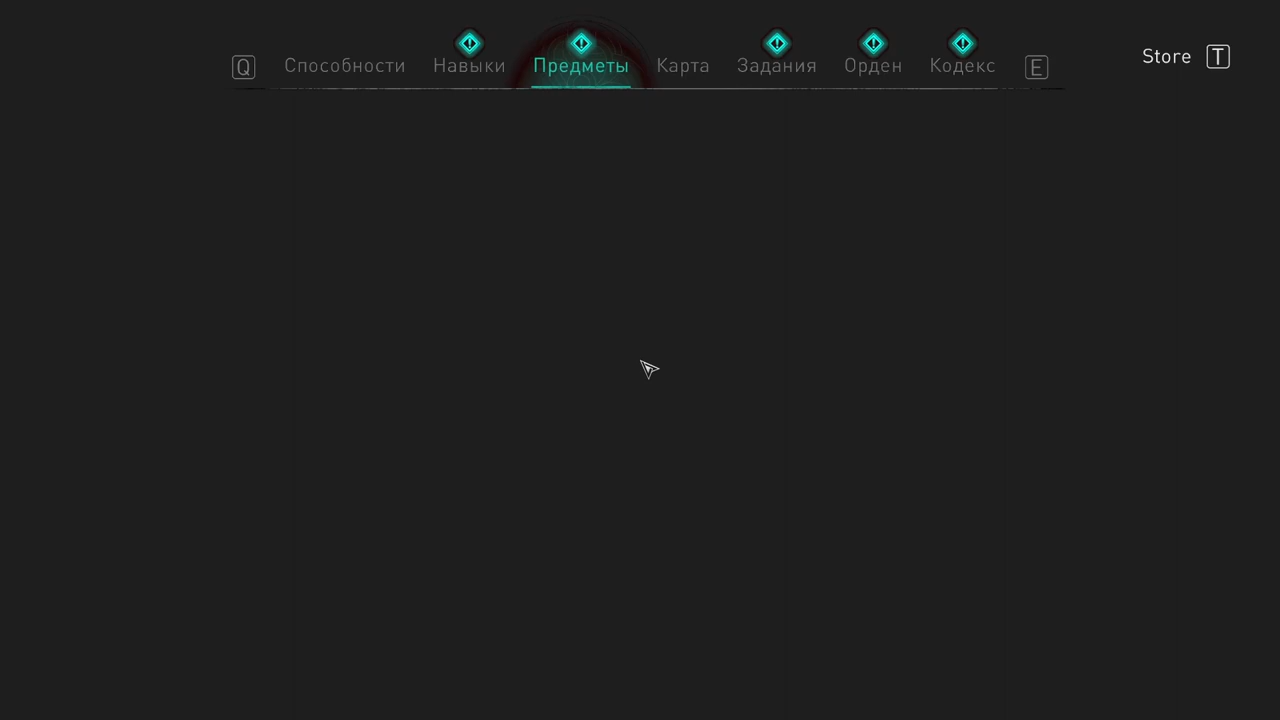 Q Способности Навыки Предметы Карта Задания Орден Кодекс E
Store T